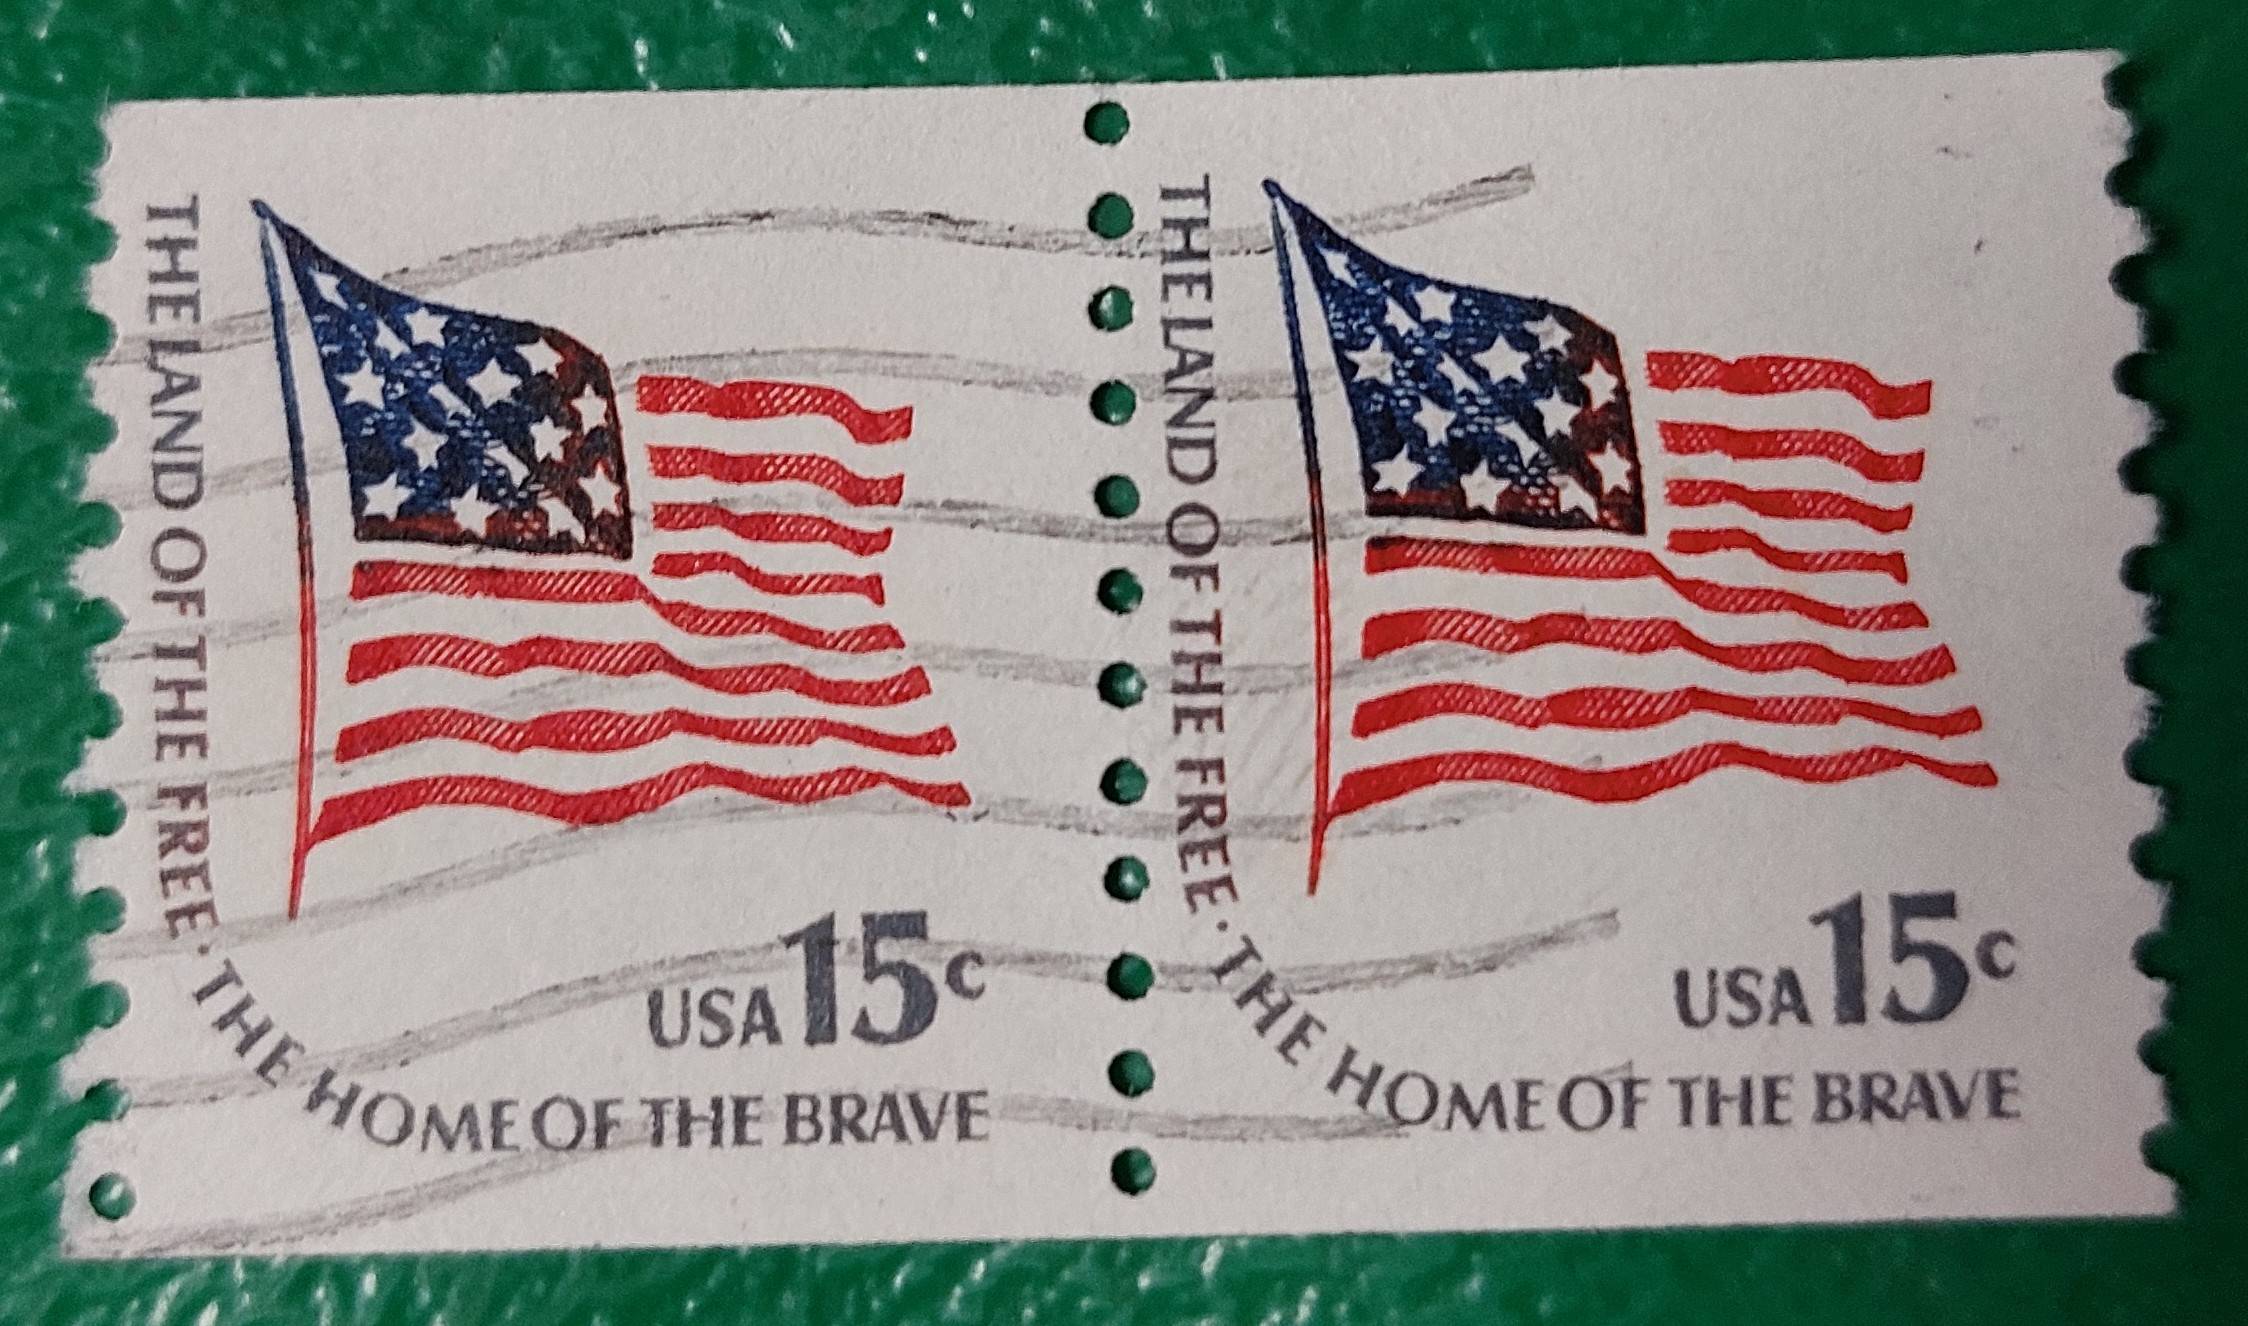 THE LAND OF THE FREE · THE HOME OF THE BRAVE
USA 15c
THE LAND OF THE FREE · THE HOME OF THE BRAVE
USA 15c